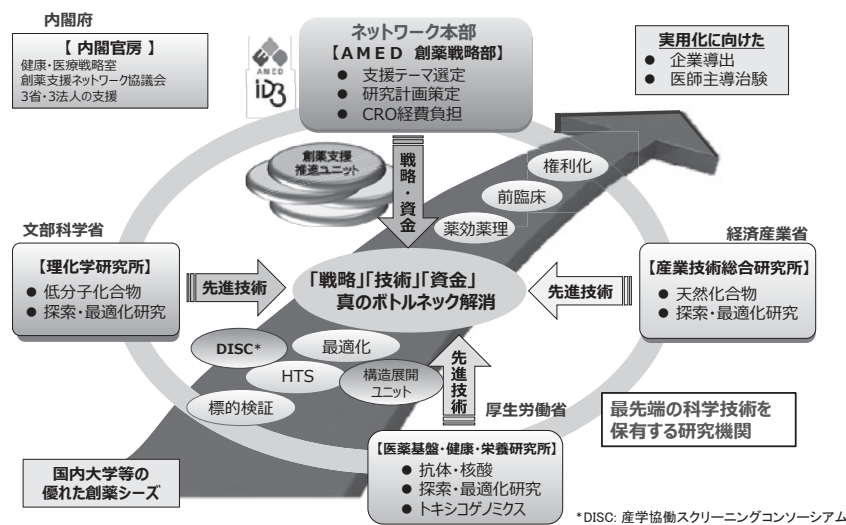 内閣府
【 内閣官房 】
健康・医療戦略室
創薬支援ネットワーク協議会
3省・3法人の支援
AMED
iD3
ネットワーク本部
【AMED 創薬戦略部】
● 支援テーマ選定
● 研究計画策定
● CRO経費負担
実用化に向けた
● 企業導出
● 医師主導治験
創薬支援
推進ユニット
戦略・資金
権利化
前臨床
薬効薬理
文部科学省
【理化学研究所】
● 低分子化合物
● 探索・最適化研究
先進技術
「戦略」「技術」「資金」
真のボトルネック解消
先進技術
経済産業省
【産業技術総合研究所】
● 天然化合物
● 探索・最適化研究
DISC*
最適化
HTS
構造展開
ユニット
標的検証
先進技術
厚生労働省
【医薬基盤・健康・栄養研究所】
● 抗体・核酸
● 探索・最適化研究
● トキシコゲノミクス
最先端の科学技術を
保有する研究機関
国内大学等の
優れた創薬シーズ
*DISC: 産学協働スクリーニングコンソーシアム